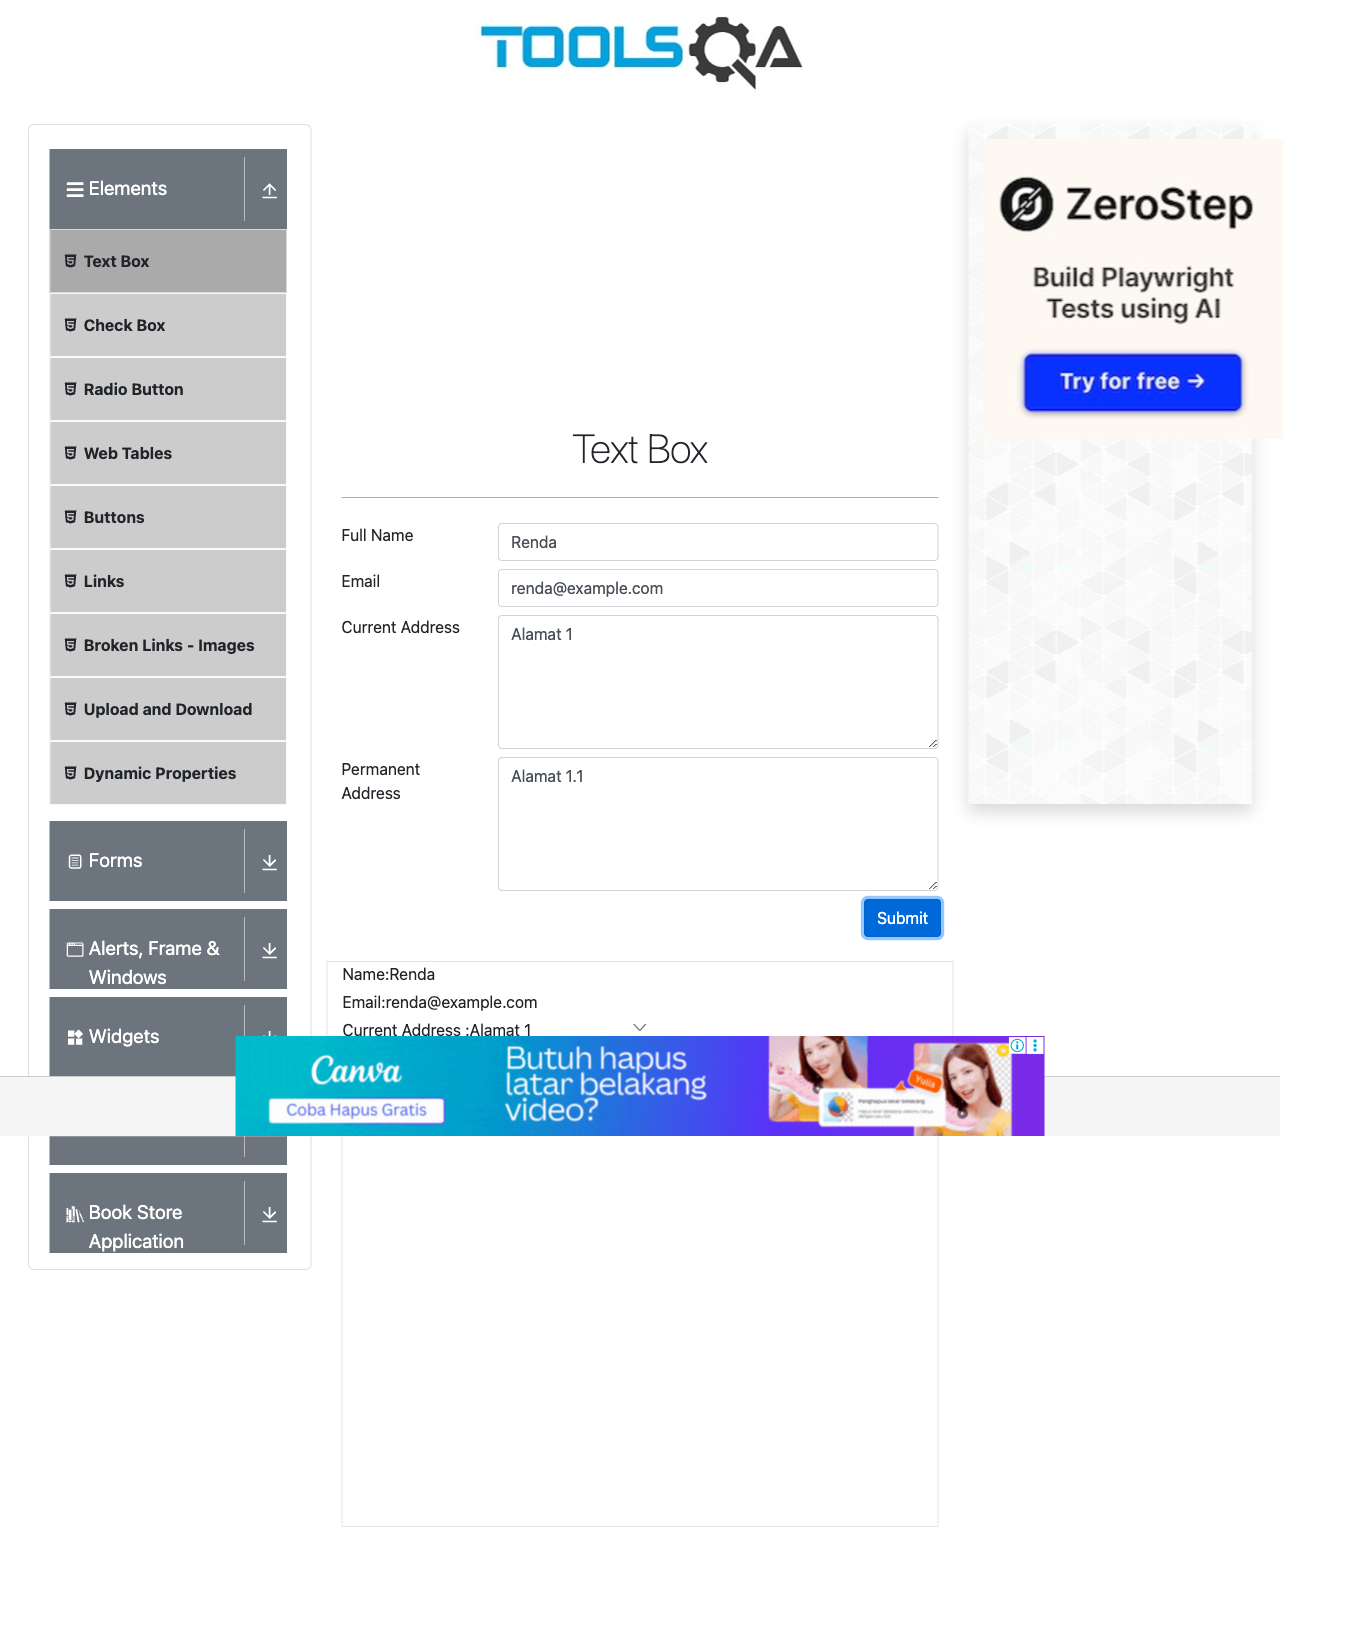 TOOLSQA
Elements
Text Box
Check Box
Radio Button
Web Tables
Buttons
Links
Broken Links - Images
Upload and Download
Dynamic Properties
Forms
Alerts, Frame &
Windows
Widgets
Book Store
Application
Text Box
Full Name
Renda
Email
renda@example.com
Current Address
Alamat 1
Permanent
Address
Alamat 1.1
Submit
Name:Renda
Email:renda@example.com
Current Address :Alamat 1
ZeroStep
Build Playwright
Tests using AI
Try for free →
Canva
Coba Hapus Gratis
Butuh hapus
latar belakang
video?
Yulia